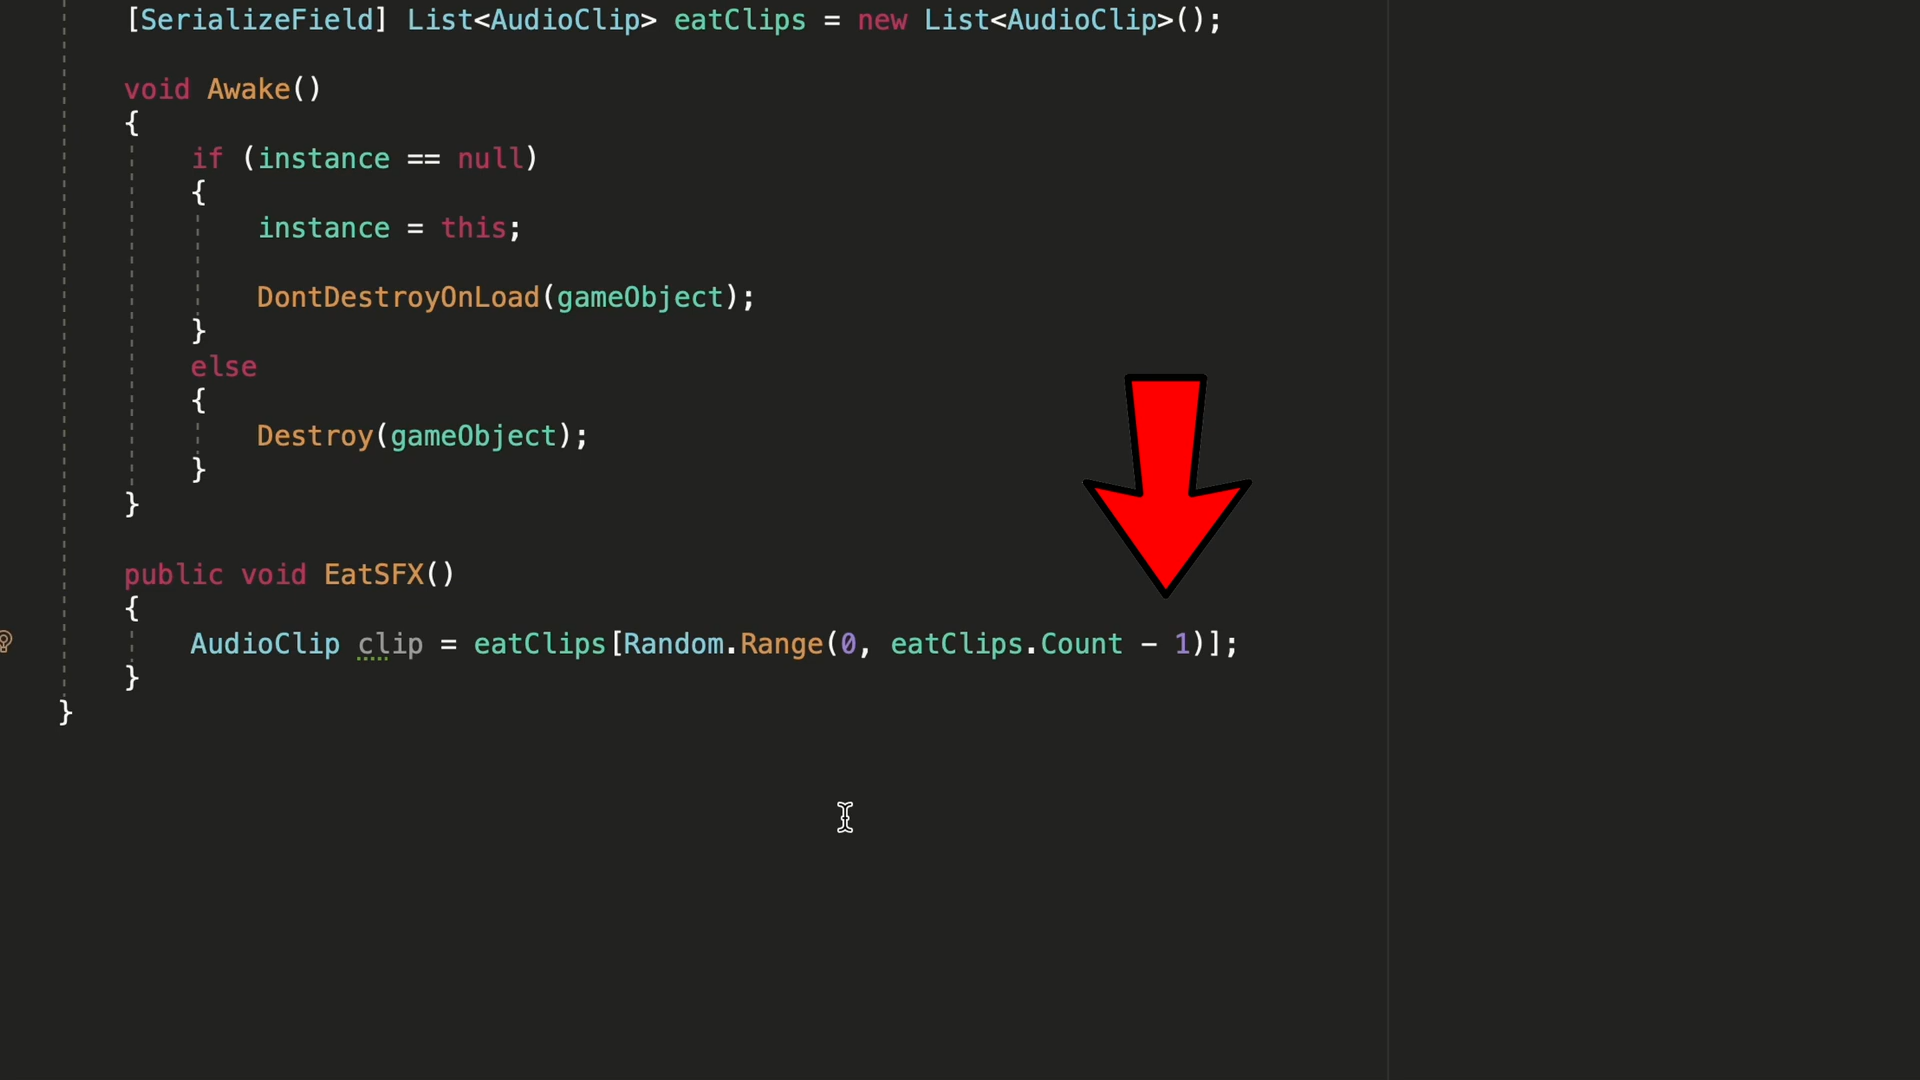 [SerializeField] List<AudioClip> eatClips = new List<AudioClip>();
void Awake()
{
if (instance == null)
{
instance = this;
DontDestroyOnLoad(gameObject);
}
else
{
Destroy(gameObject);
}
}
public void EatSFX()
{
AudioClip clip = eatClips[Random.Range(0, eatClips.Count - 1)];
}
}